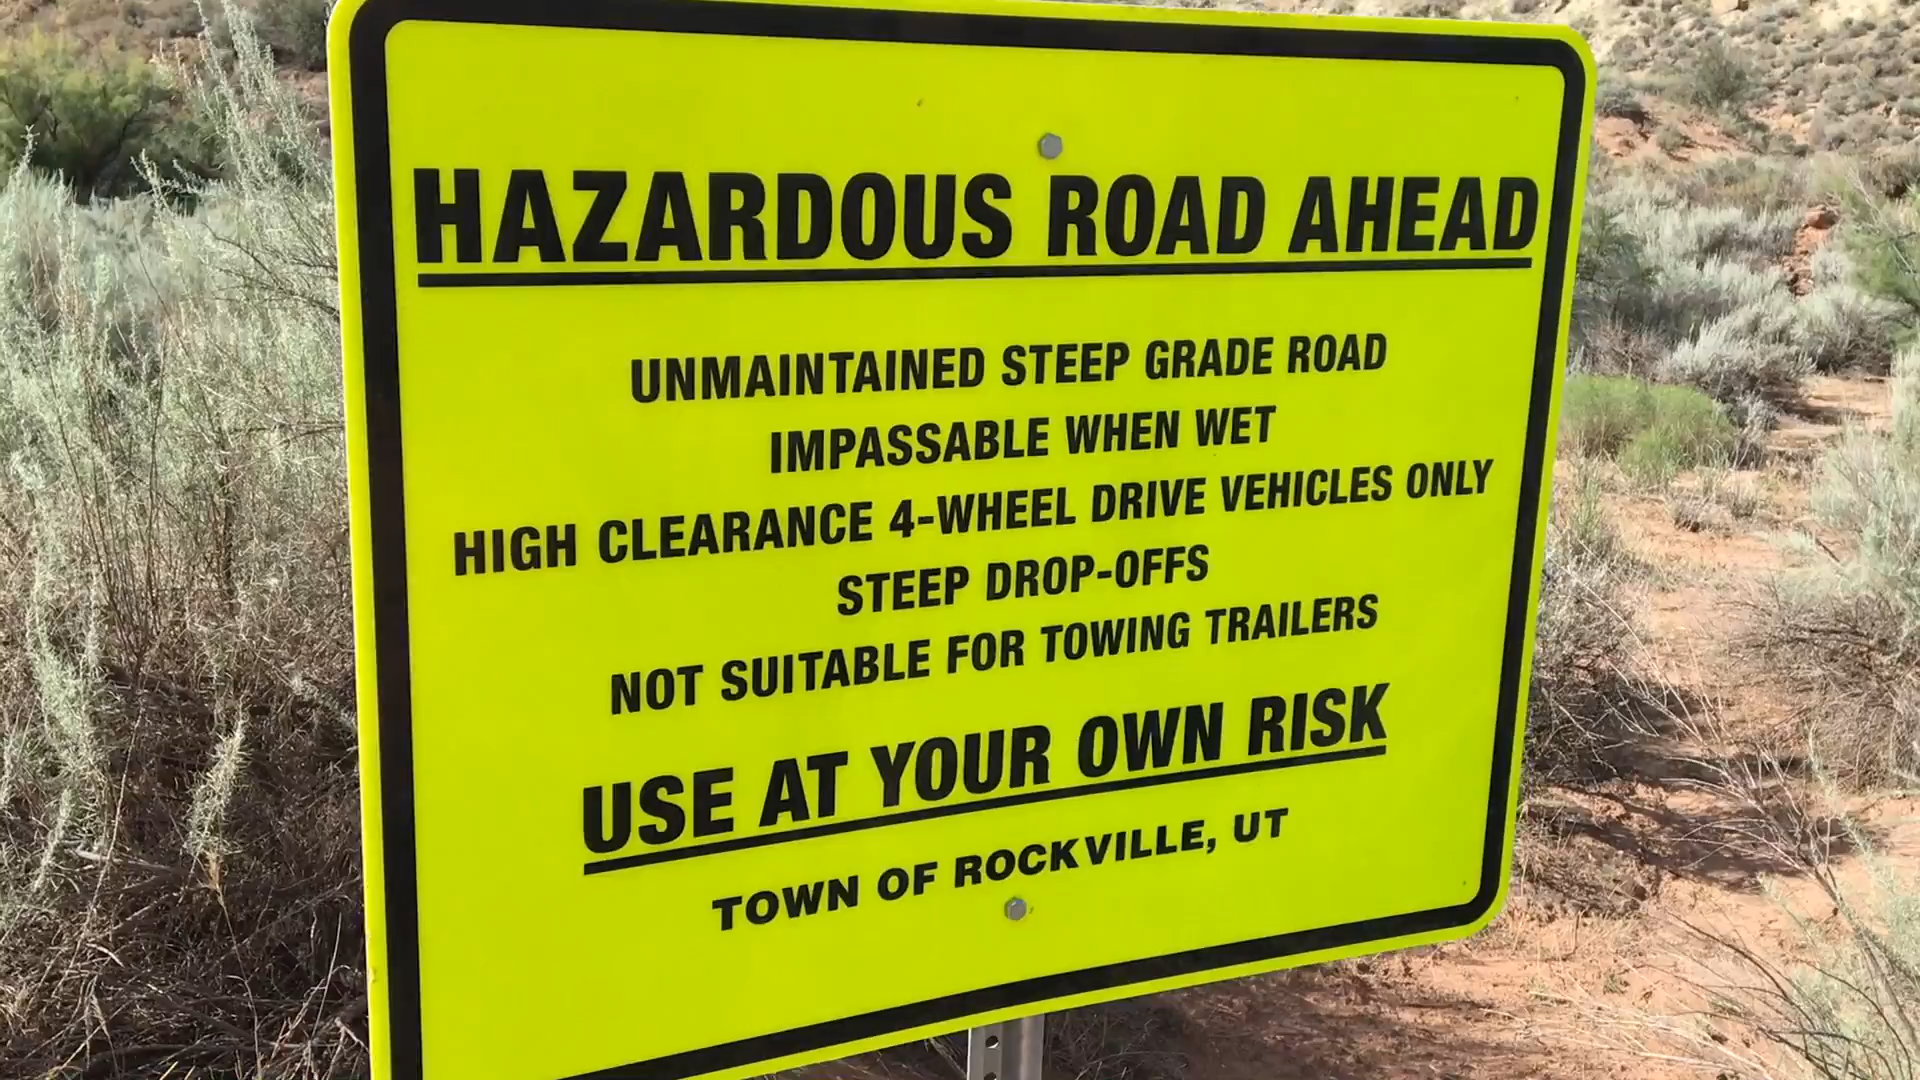 HAZARDOUS ROAD AHEAD
UNMAINTAINED STEEP GRADE ROAD
IMPASSABLE WHEN WET
HIGH CLEARANCE 4-WHEEL DRIVE VEHICLES ONLY
STEEP DROP-OFFS
NOT SUITABLE FOR TOWING TRAILERS
USE AT YOUR OWN RISK
TOWN OF ROCKVILLE, UT